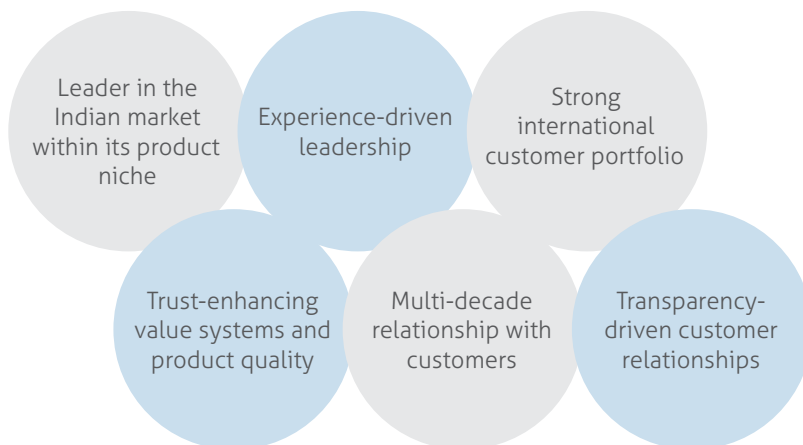 Leader in the
Indian market
within its product
niche
Experience-driven
leadership
Strong
international
customer portfolio
Trust-enhancing
value systems and
product quality
Multi-decade
relationship with
customers
Transparency-
driven customer
relationships